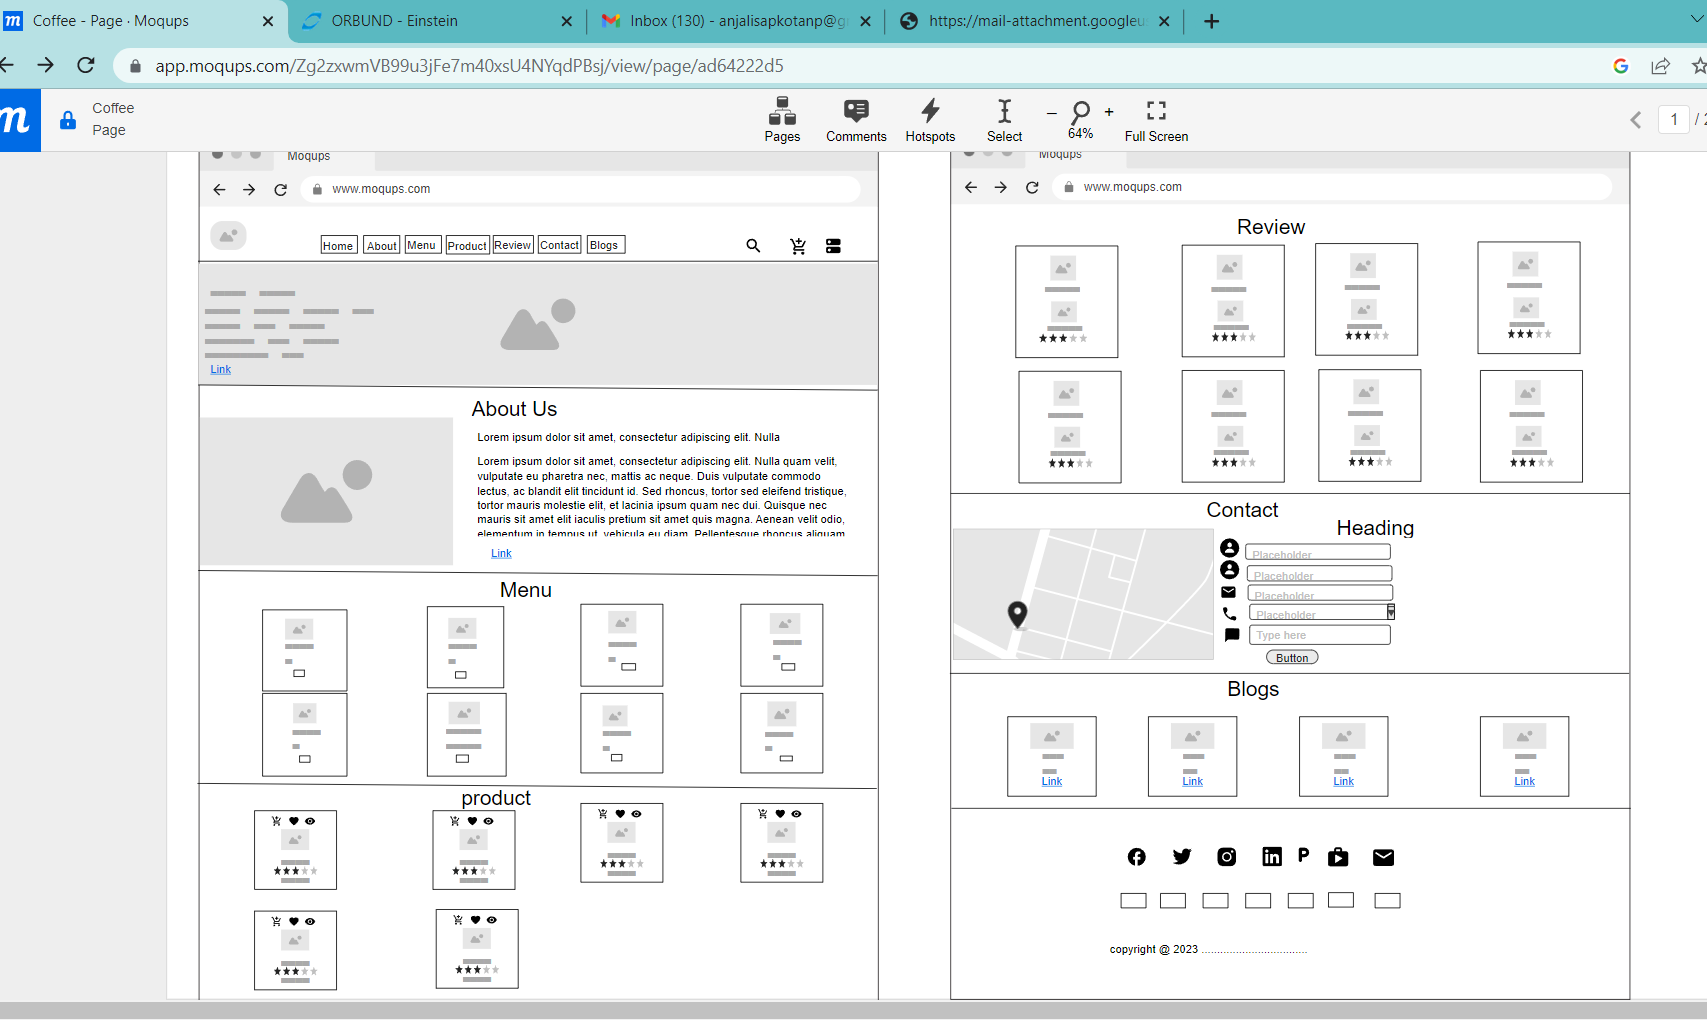 Coffee - Page · Moqups
ORBUND - Einstein
Inbox (130) - anjalisapkotanp@g
https://mail-attachment.googleu
app.moqups.com/Zg2zxwmVB99u3jFe7m40xsU4NYqdPBsj/view/page/ad64222d5
m
Coffee
Page
Pages
Comments
Hotspots
Select
64%
Full Screen
1 / 2
Moqups
www.moqups.com
Home
About
Menu
Product
Review
Contact
Blogs
Link
About Us
Lorem ipsum dolor sit amet, consectetur adipiscing elit. Nulla
Lorem ipsum dolor sit amet, consectetur adipiscing elit. Nulla quam velit,
vulputate eu pharetra nec, mattis ac neque. Duis vulputate commodo
lectus, ac blandit elit tincidunt id. Sed rhoncus, tortor sed eleifend tristique,
tortor mauris molestie elit, et lacinia ipsum quam nec dui. Quisque nec
mauris sit amet elit iaculis pretium sit amet quis magna. Aenean velit odio,
elementum in tempus ut, vehicula eu diam. Pellentesque rhoncus aliquam
Link
Menu
product
Moqups
www.moqups.com
Review
Contact
Heading
Placeholder
Placeholder
Placeholder
Placeholder
Type here
Button
Blogs
Link
Link
Link
Link
copyright @ 2023 ..................................